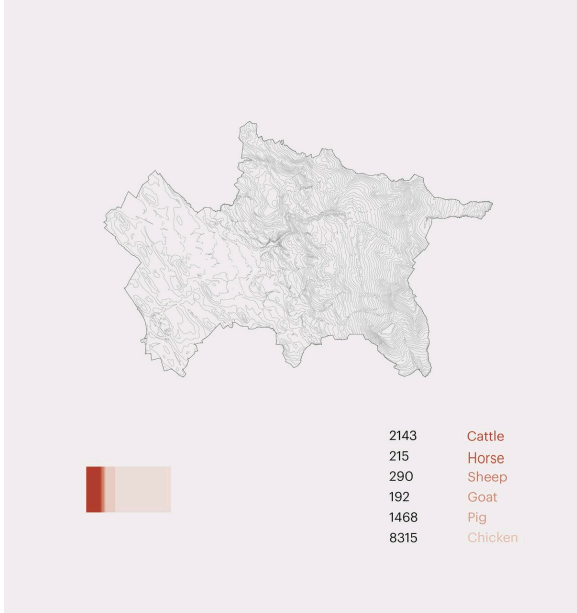 2143 Cattle
215 Horse
290 Sheep
192 Goat
1468 Pig
8315 Chicken